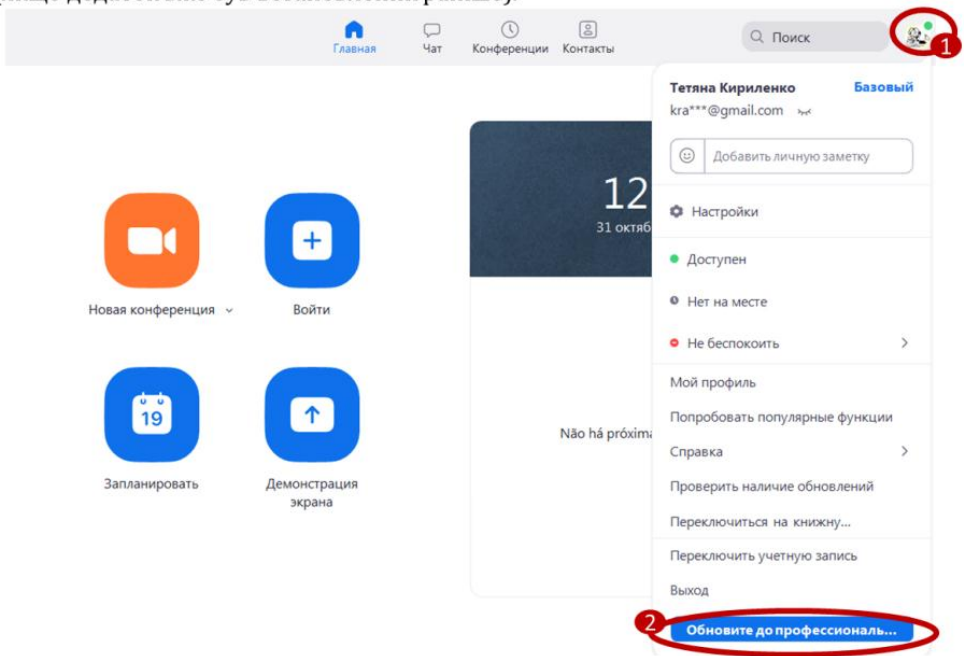 Главная
Чат
Конференции
Контакты
Поиск
1
Тетяна Кириленко
Базовый
kra***@gmail.com
Добавить личную заметку
12
31 октяб
Настройки
Доступен
Новая конференция
Войти
Нет на месте
Не беспокоить
Мой профиль
19
Попробовать популярные функции
Não há próxima
Справка
Запланировать
Демонстрация
экрана
Проверить наличие обновлений
Переключиться на книжну...
Переключить учетную запись
Выход
2
Обновите до профессиональ...